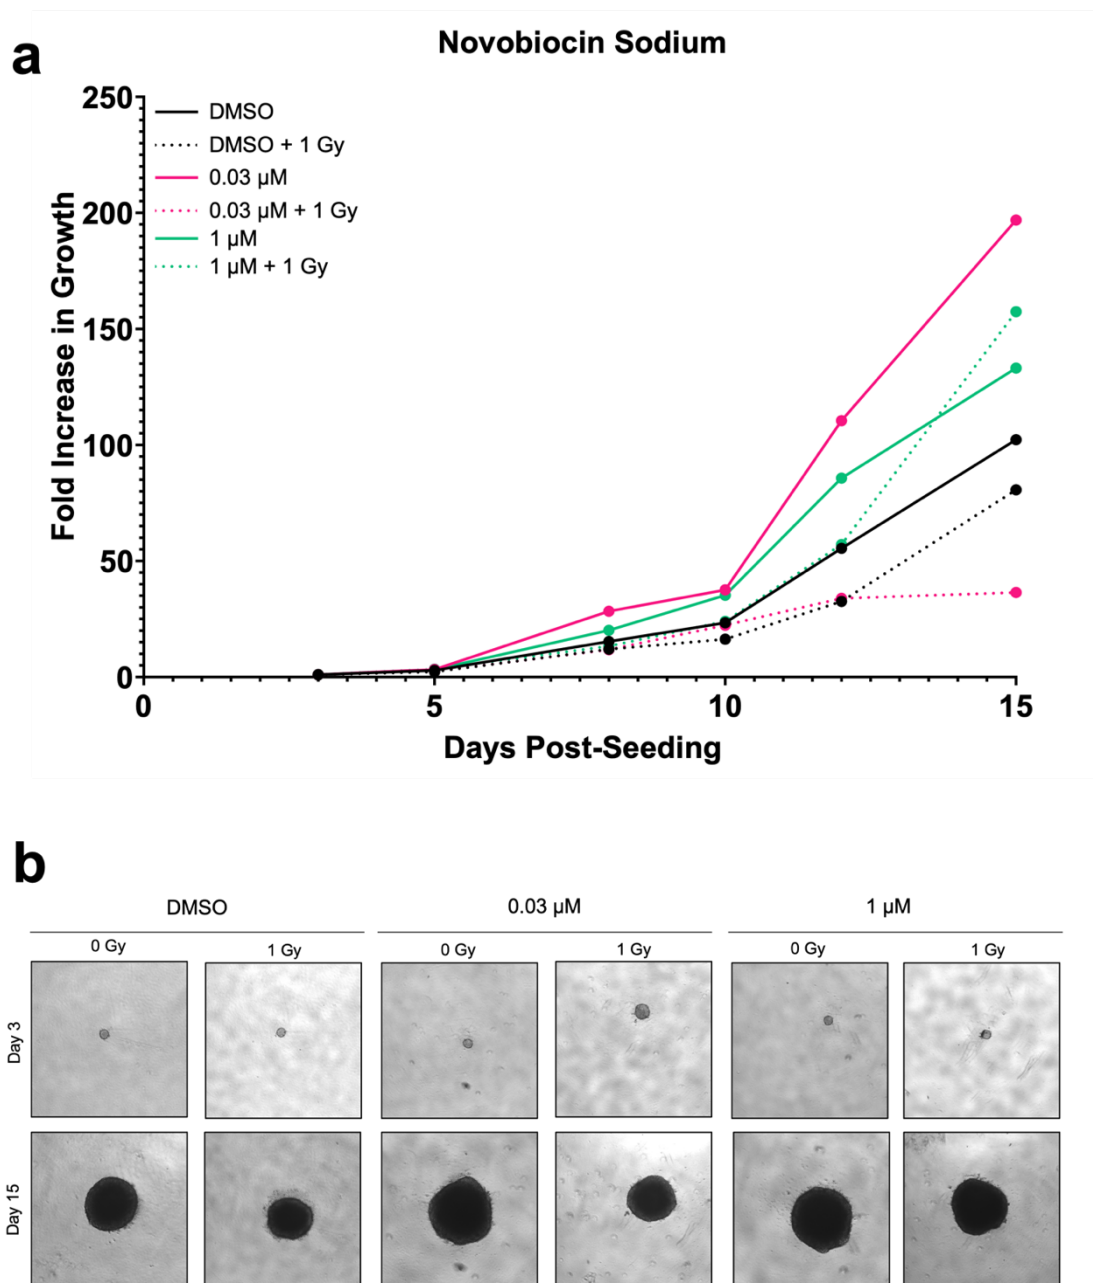 a
Novobiocin Sodium
250
200
150
100
50
0
Fold Increase in Growth
DMSO
DMSO + 1 Gy
0.03 µM
0.03 µM + 1 Gy
1 µM
1 µM + 1 Gy
0 5 10 15
Days Post-Seeding
b
DMSO 0.03 µM 1 µM
0 Gy 1 Gy 0 Gy 1 Gy 0 Gy 1 Gy
Day 3
Day 15